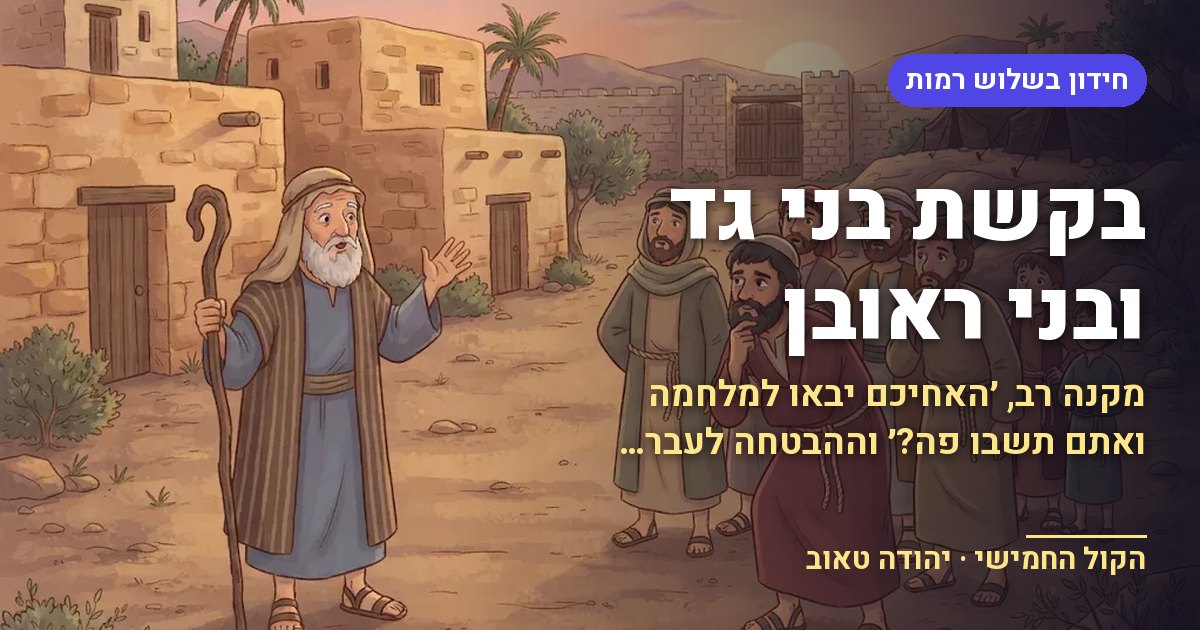 חידון בשלוש רמות
בקשת בני גד
ובני ראובן
מקנה רב, ׳האחיכם יבאו למלחמה
ואתם תשבו פה?׳ וההבטחה לעבר…
הקול החמישי · יהודה טאוב